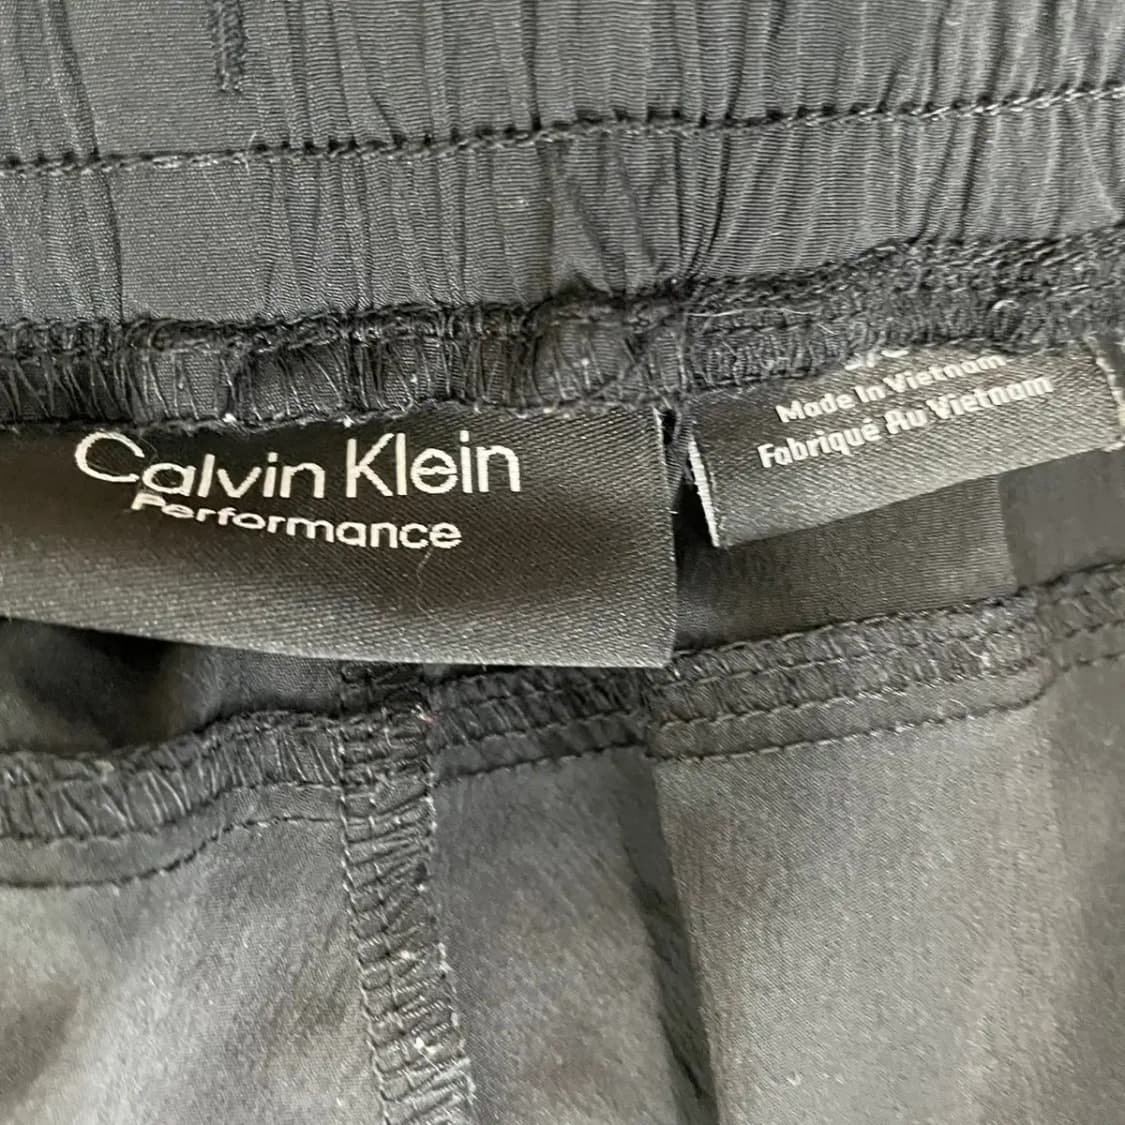 Calvin Klein
Performance
Made In Vietnam
Fabriqué Au Vietnam